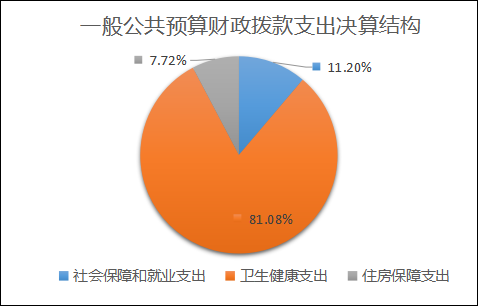 一般公共预算财政拨款支出决算结构
7.72%
11.20%
81.08%
社会保障和就业支出 卫生健康支出 住房保障支出